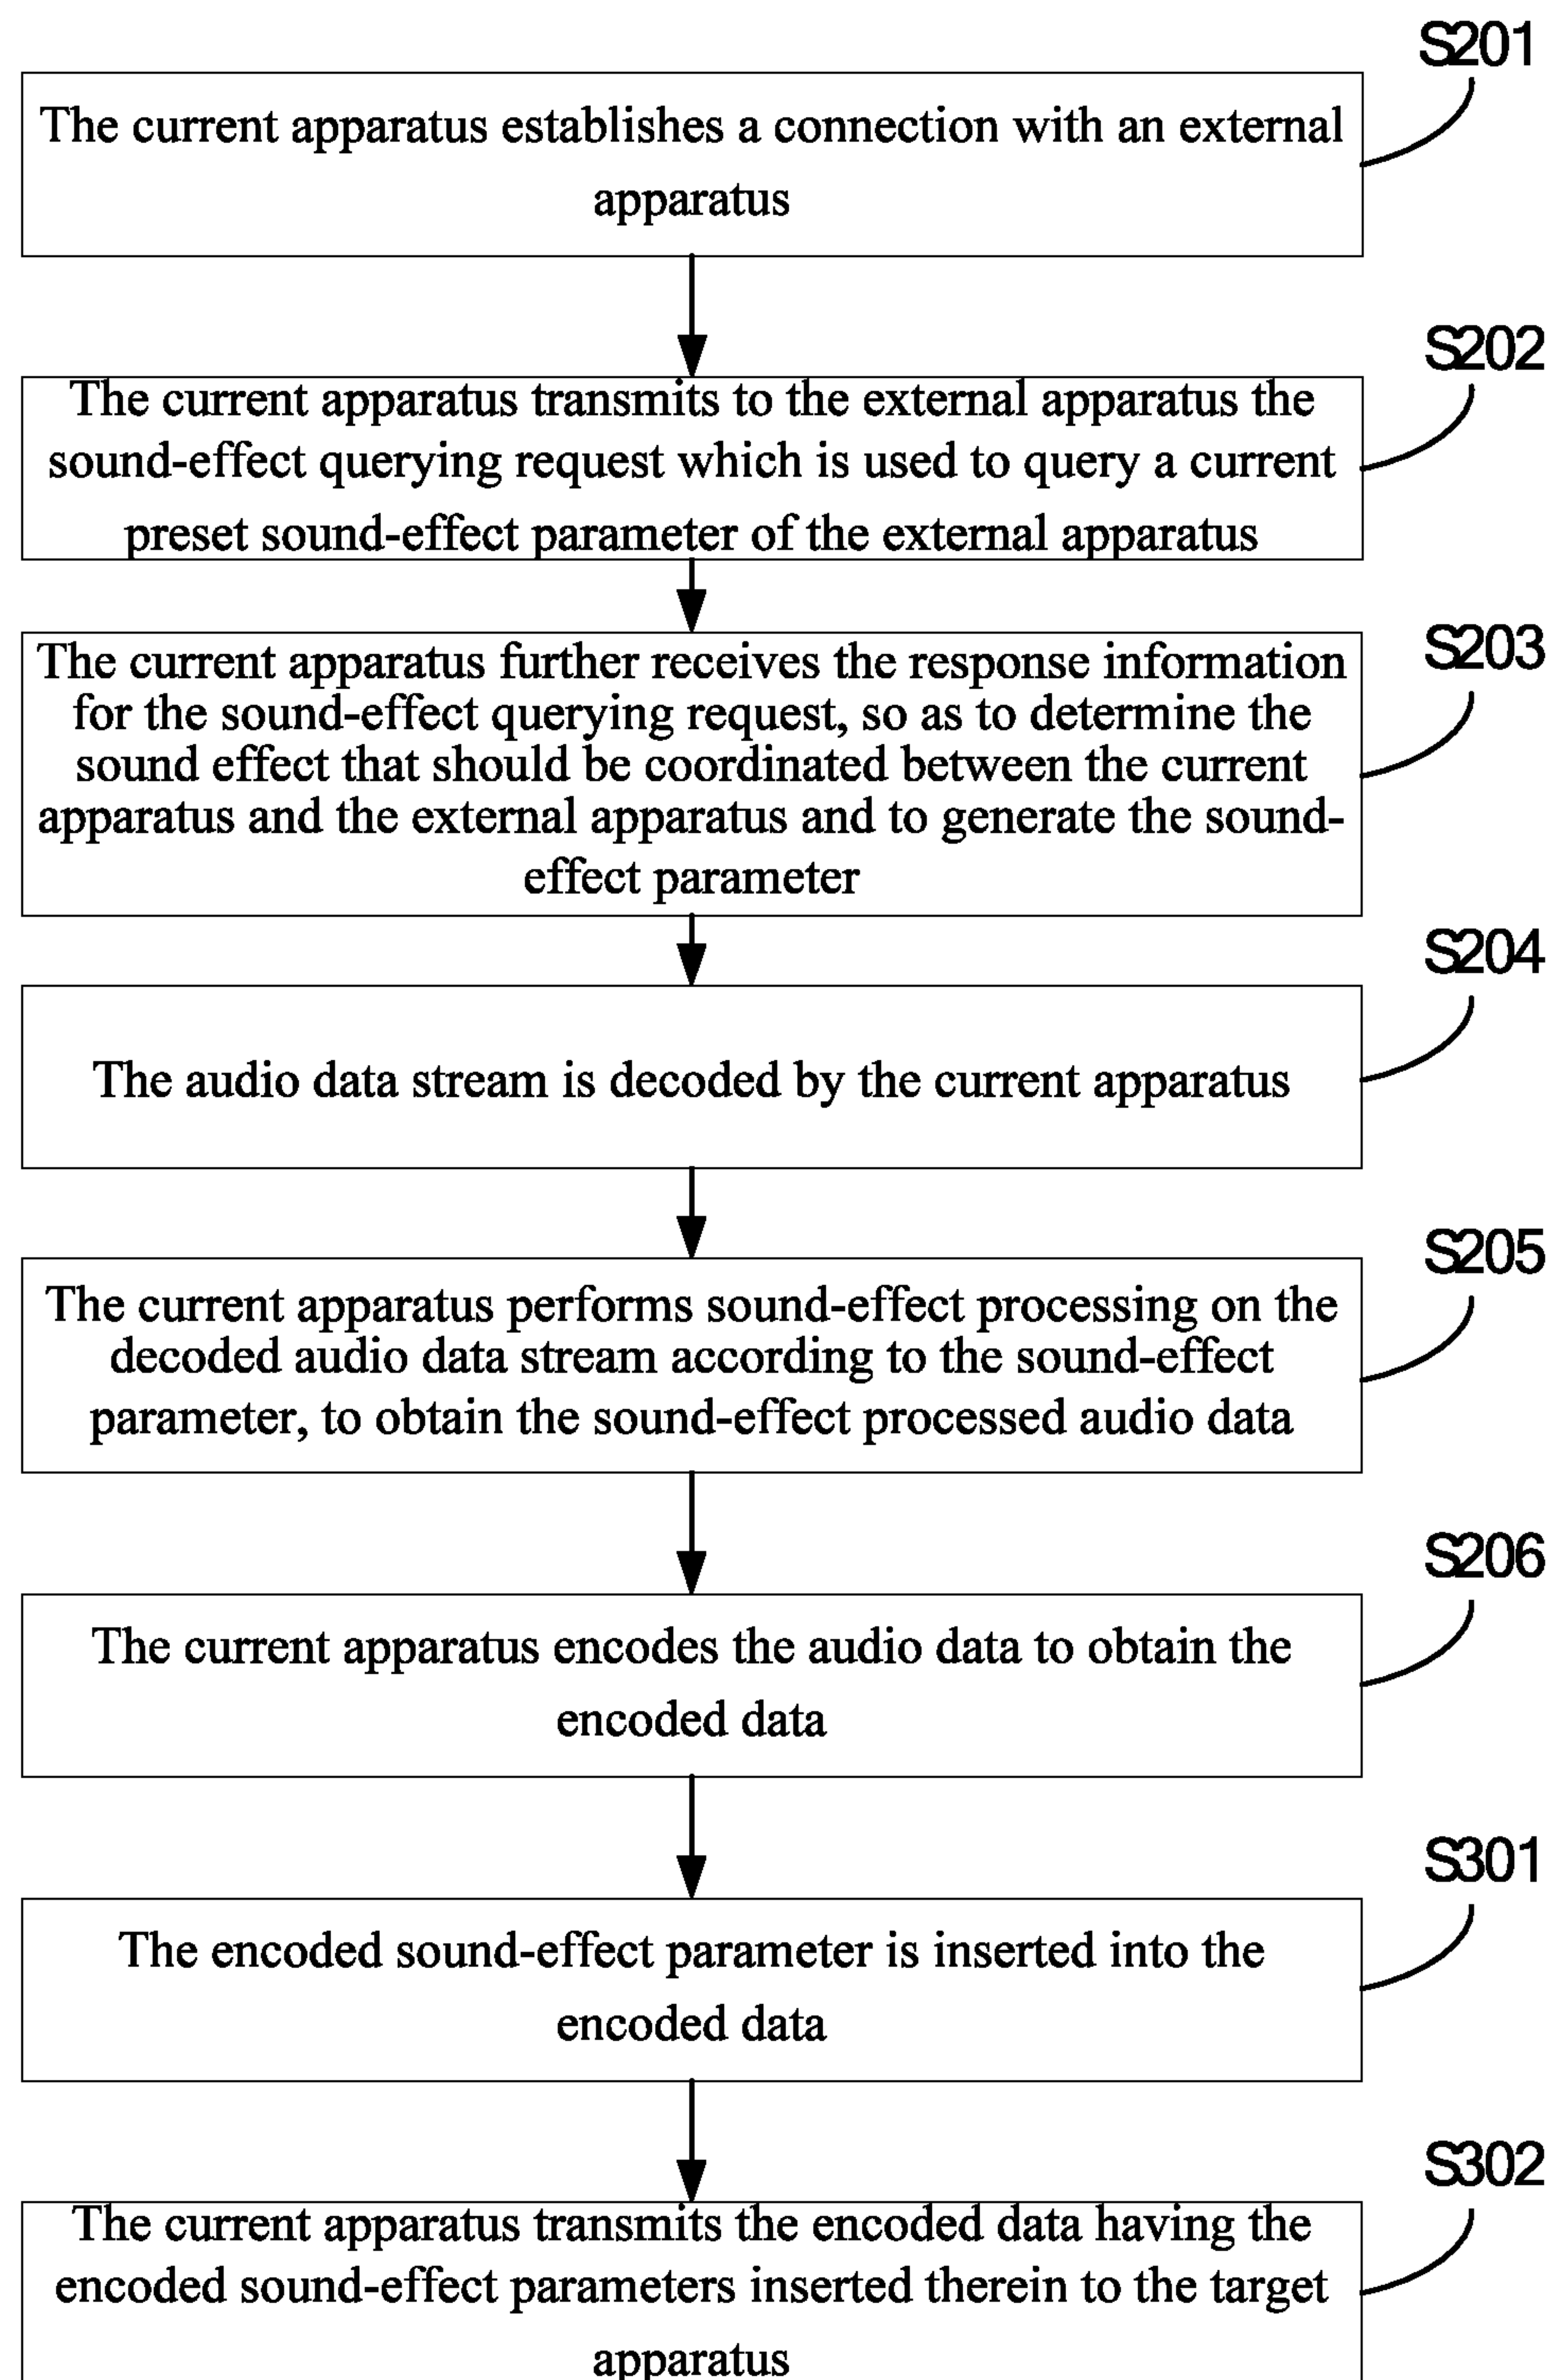 S201
The current apparatus establishes a connection with an external
apparatus
S202
The current apparatus transmits to the external apparatus the
sound-effect querying request which is used to query a current
preset sound-effect parameter of the external apparatus
S203
The current apparatus further receives the response information
for the sound-effect querying request, so as to determine the
sound effect that should be coordinated between the current
apparatus and the external apparatus and to generate the sound-
effect parameter
S204
The audio data stream is decoded by the current apparatus
S205
The current apparatus performs sound-effect processing on the
decoded audio data stream according to the sound-effect
parameter, to obtain the sound-effect processed audio data
S206
The current apparatus encodes the audio data to obtain the
encoded data
S301
The encoded sound-effect parameter is inserted into the
encoded data
S302
The current apparatus transmits the encoded data having the
encoded sound-effect parameters inserted therein to the target
apparatus